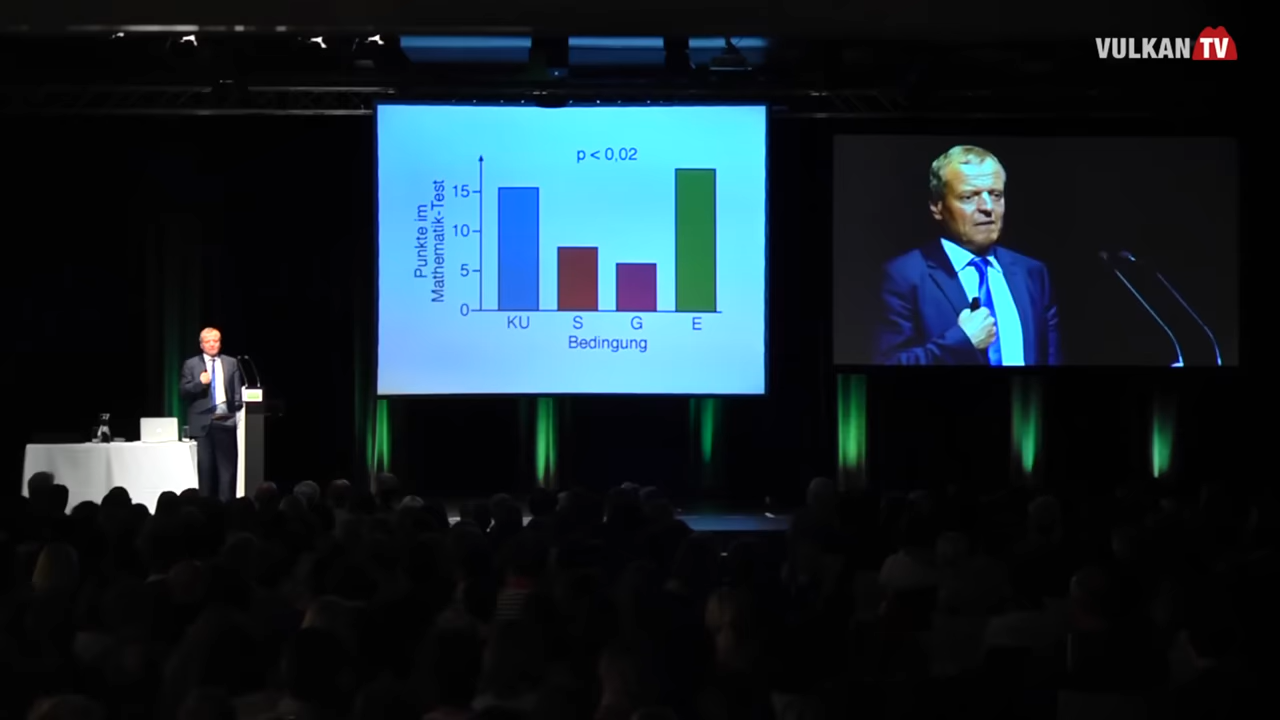 VULKAN TV
p < 0,02
Punkte im
Mathematik-Test
15
10
5
0
KU S G E
Bedingung